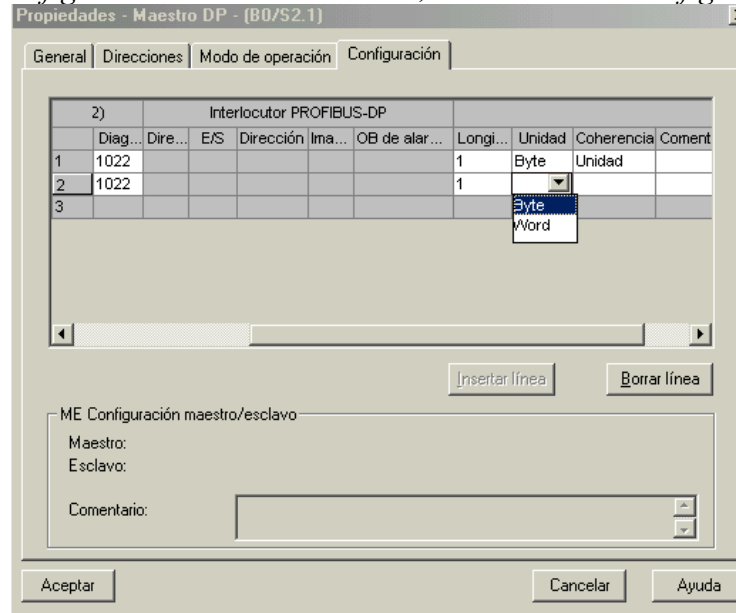 Propiedades - Maestro DP - (B0/S2.1)
General Direcciones Modo de operación Configuración
2) Interlocutor PROFIBUS-DP
Diag... Dire... E/S Dirección Ima... OB de alar... Longi... Unidad Coherencia Coment
1 1022 1 Byte Unidad
2 1022 1
3 Byte
Word
Insertar línea Borrar línea
ME Configuración maestro/esclavo
Maestro:
Esclavo:
Comentario:
Aceptar Cancelar Ayuda